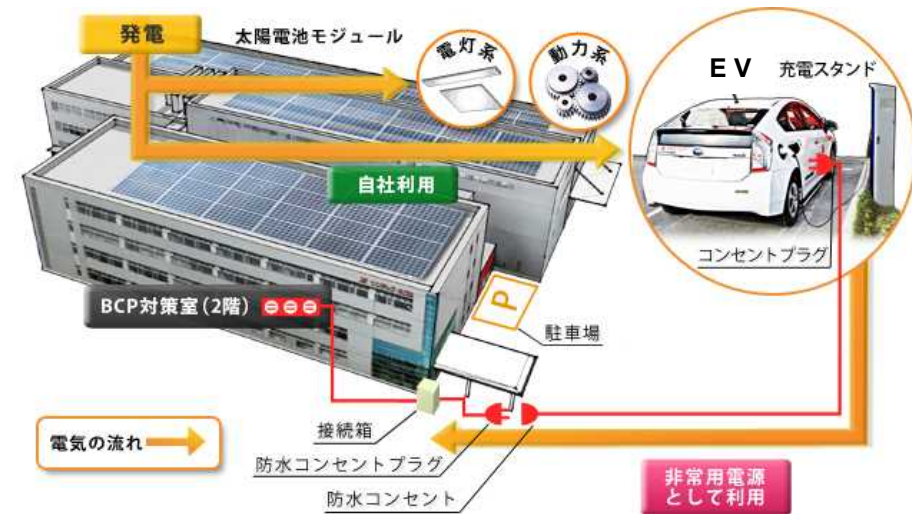 発電
太陽電池モジュール
電灯系
動力系
EV
充電スタンド
自社利用
コンセントプラグ
BCP対策室(2階)
P
駐車場
接続箱
電気の流れ
防水コンセントプラグ
防水コンセント
非常用電源
として利用